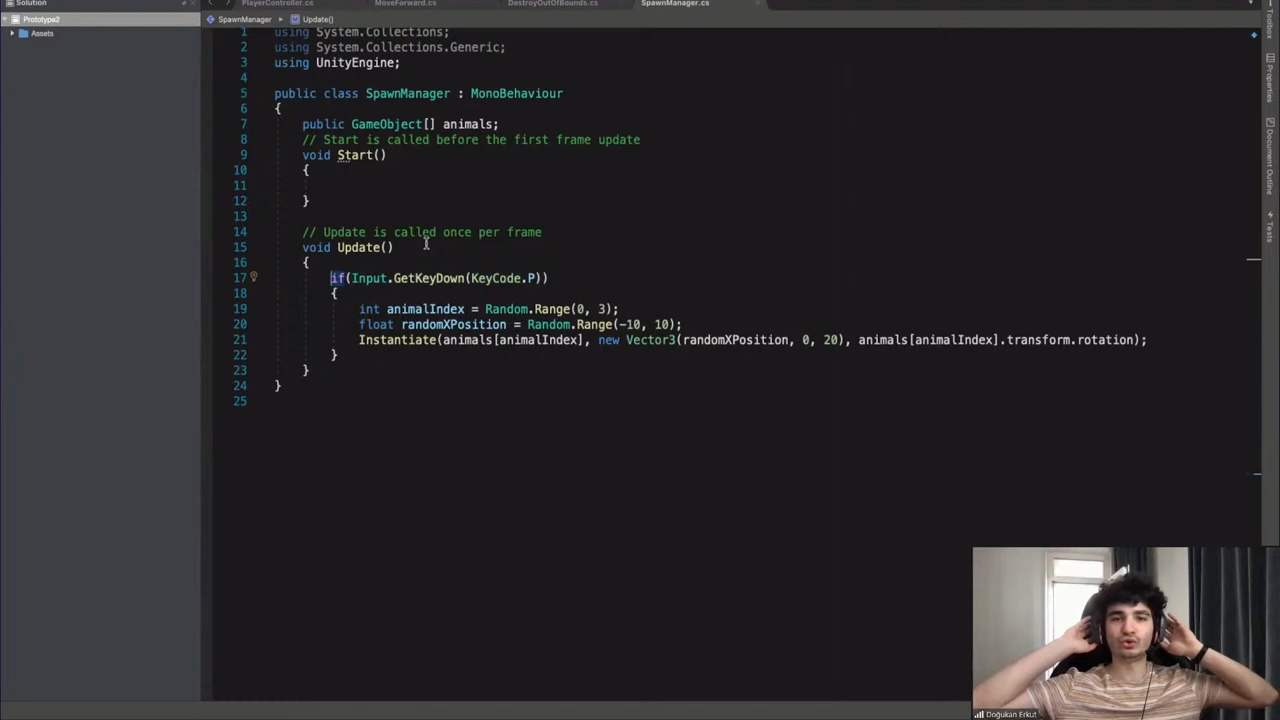 Solution
PlayerController.cs
MoveForward.cs
DestroyOutOfBounds.cs
SpawnManager.cs
Prototype2
SpawnManager
Update()
Assets
1 using System.Collections;
2 using System.Collections.Generic;
3 using UnityEngine;
4
5 public class SpawnManager : MonoBehaviour
6 {
7 public GameObject[] animals;
8 // Start is called before the first frame update
9 void Start()
10 {
11
12 }
13
14 // Update is called once per frame
15 void Update()
16 {
17 if(Input.GetKeyDown(KeyCode.P))
18 {
19 int animalIndex = Random.Range(0, 3);
20 float randomXPosition = Random.Range(-10, 10);
21 Instantiate(animals[animalIndex], new Vector3(randomXPosition, 0, 20), animals[animalIndex].transform.rotation);
22 }
23 }
24 }
25
Toolbox
Properties
Document Outline
Tests
Doğukan Erkut